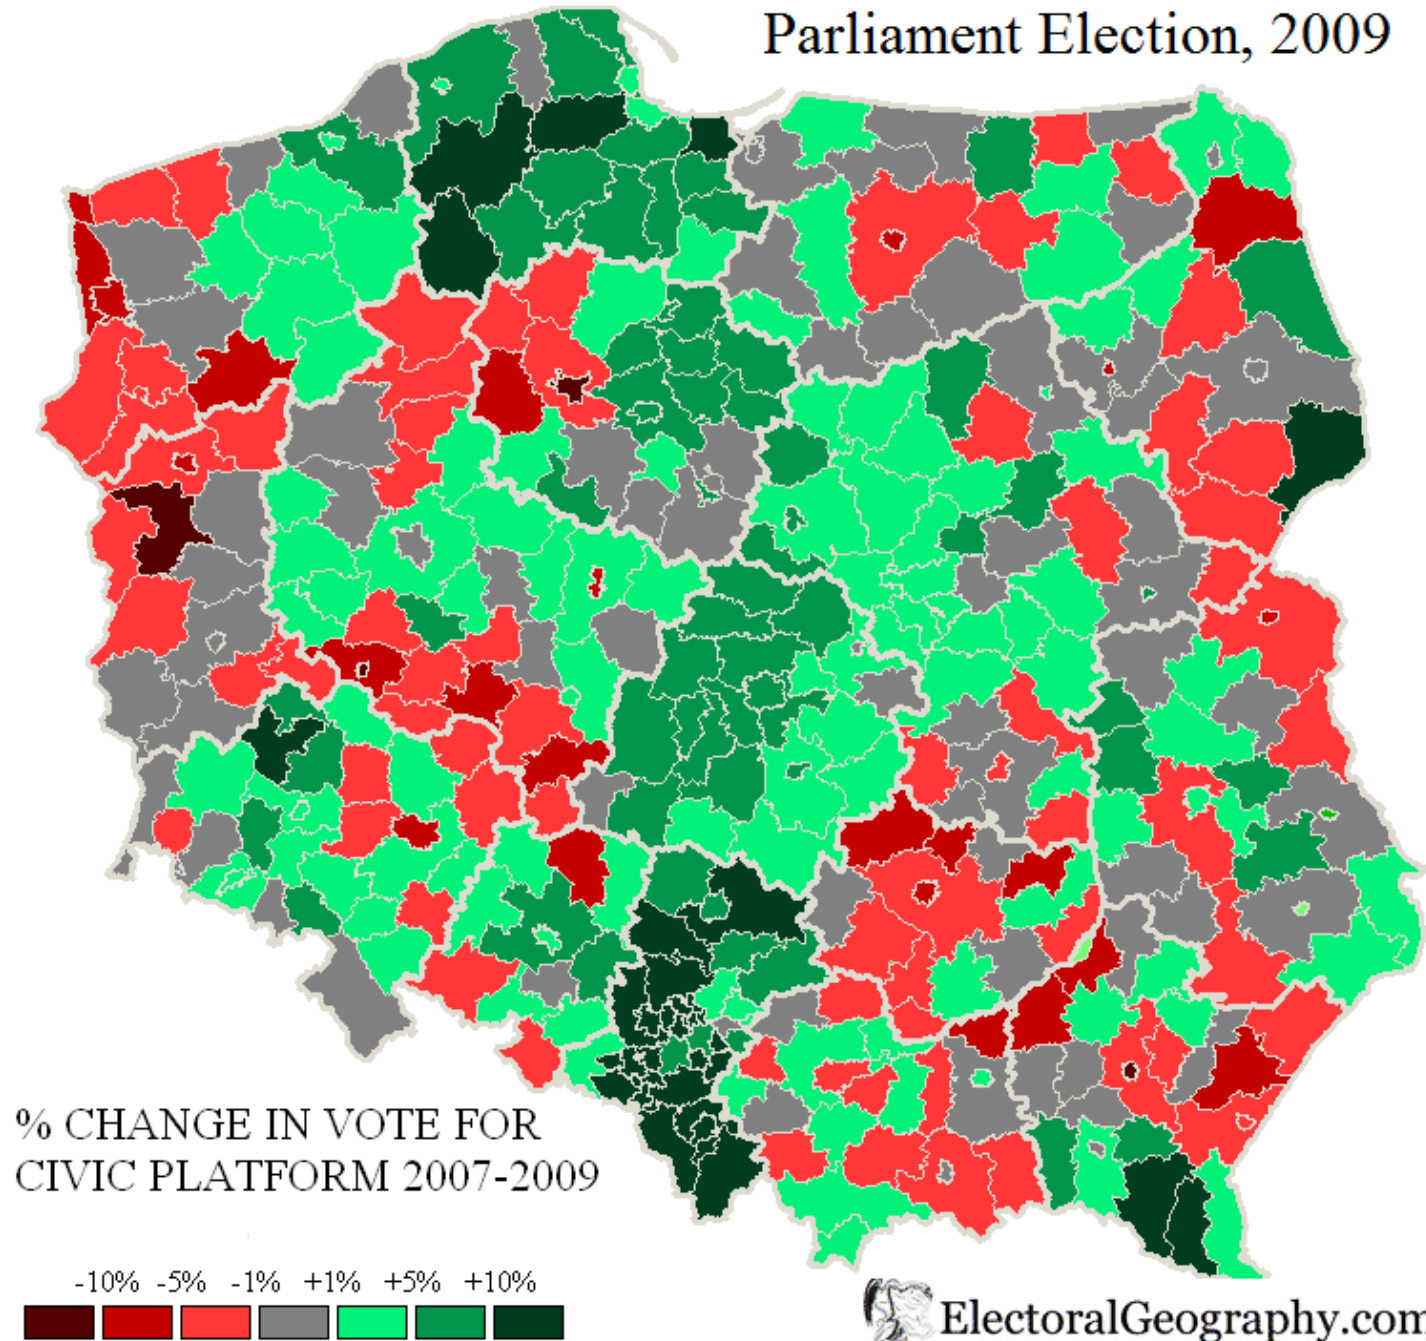 Parliament Election, 2009
% CHANGE IN VOTE FOR
CIVIC PLATFORM 2007-2009
-10% -5% -1% +1% +5% +10%
ElectoralGeography.com